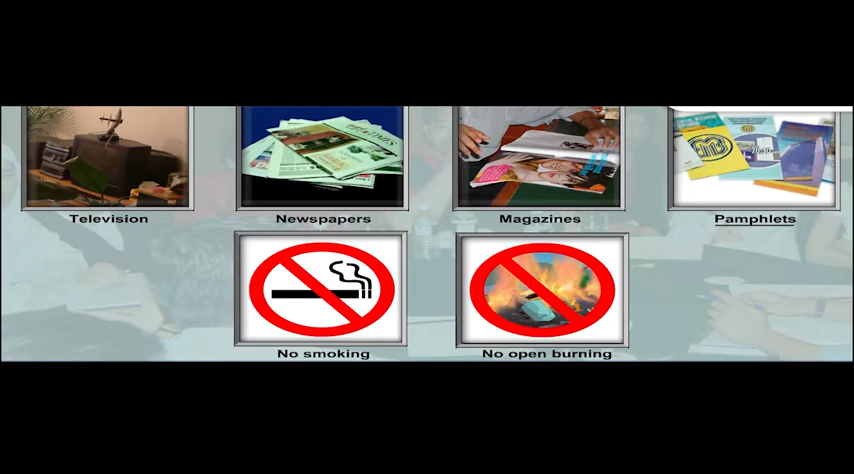 Television
Newspapers
Magazines
Pamphlets
No smoking
No open burning